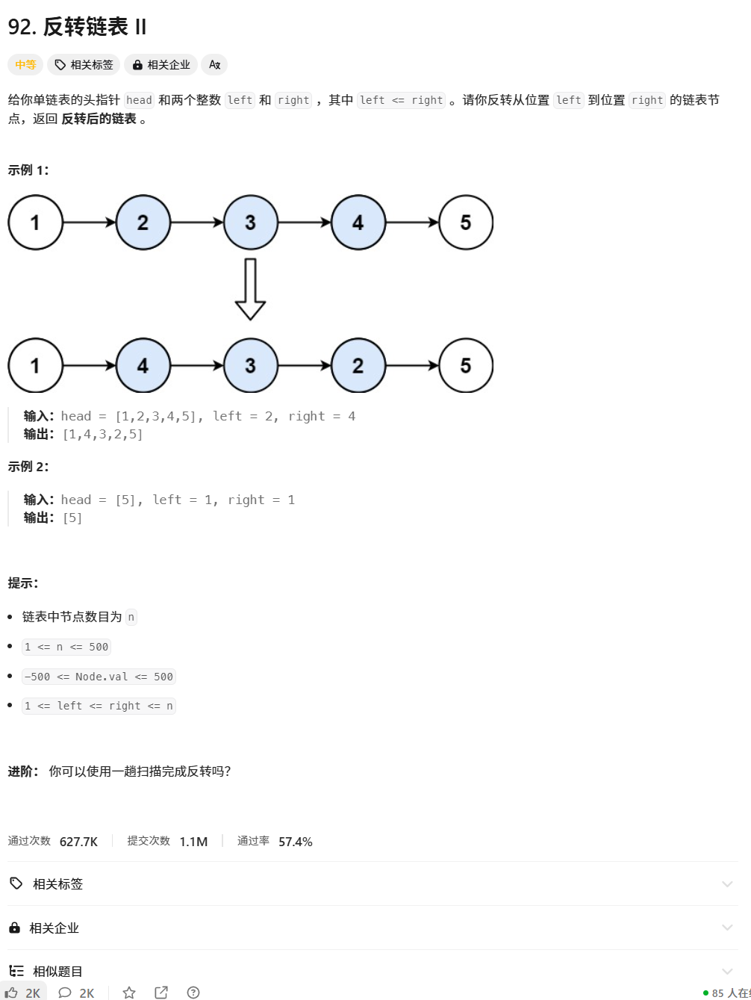 92. 反转链表 II
中等 相关标签 相关企业 Aあ
给你单链表的头指针 head 和两个整数 left 和 right ，其中 left <= right 。请你反转从位置 left 到位置 right 的链表节
点，返回 反转后的链表 。
示例 1：
1 2 3 4 5
1 4 3 2 5
输入：head = [1,2,3,4,5], left = 2, right = 4
输出：[1,4,3,2,5]
示例 2：
输入：head = [5], left = 1, right = 1
输出：[5]
提示：
• 链表中节点数目为 n
• 1 <= n <= 500
• -500 <= Node.val <= 500
• 1 <= left <= right <= n
进阶： 你可以使用一趟扫描完成反转吗？
通过次数 627.7K 提交次数 1.1M 通过率 57.4%
相关标签
相关企业
相似题目
2K 2K 85 人在